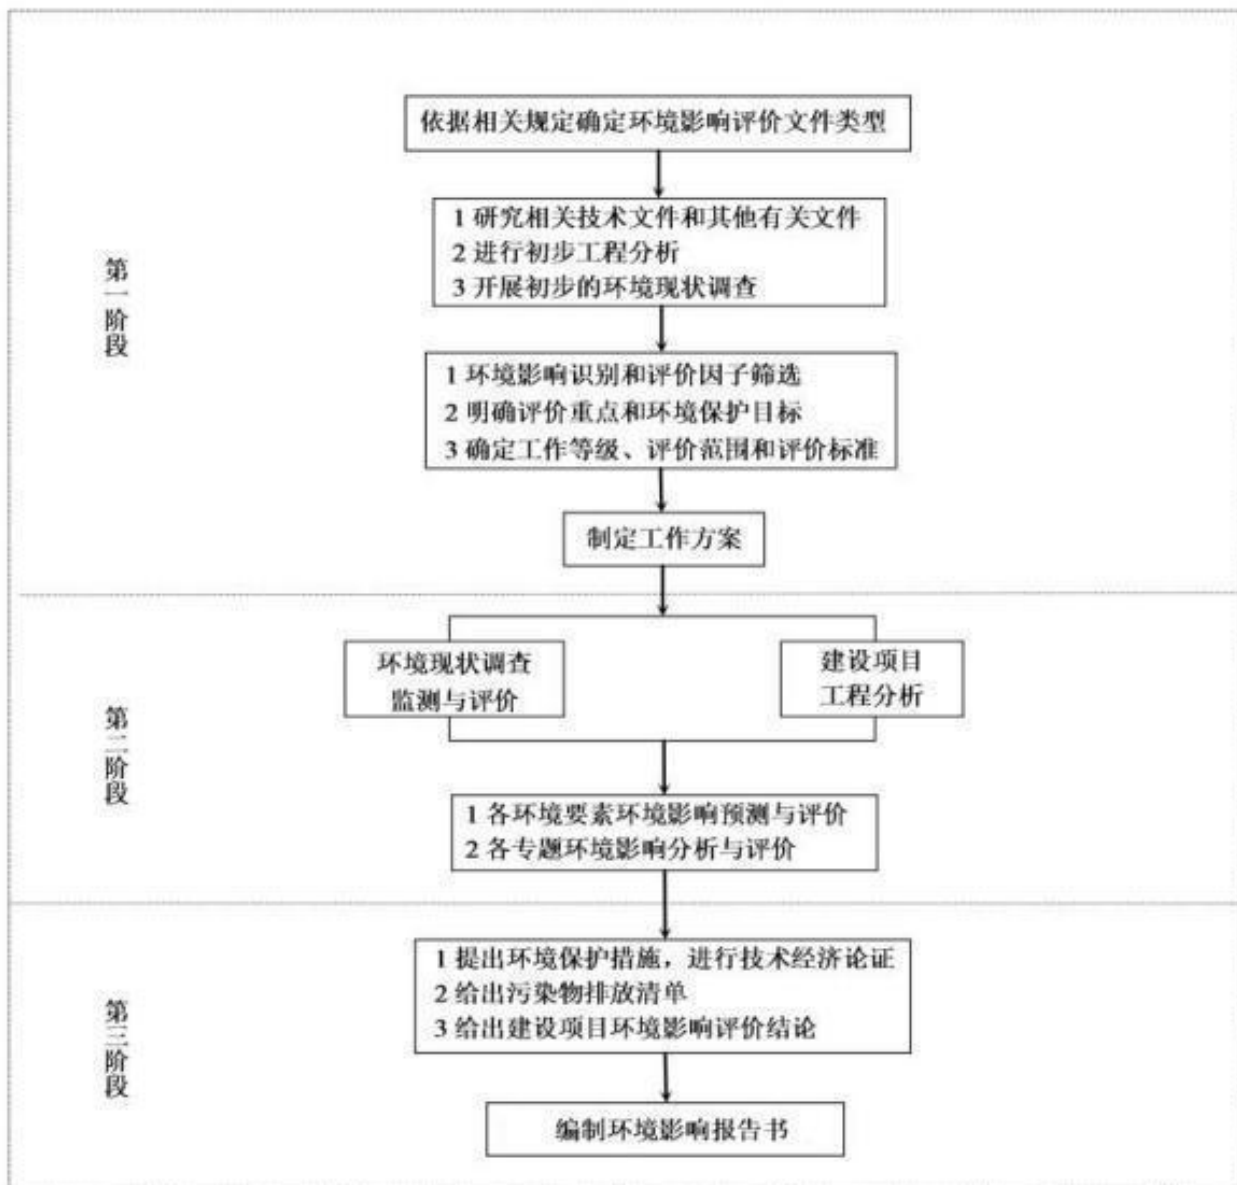 依据相关规定确定环境影响评价文件类型
第一阶段
1 研究相关技术文件和其他有关文件
2 进行初步工程分析
3 开展初步的环境现状调查
1 环境影响识别和评价因子筛选
2 明确评价重点和环境保护目标
3 确定工作等级、评价范围和评价标准
制定工作方案
第二阶段
环境现状调查
监测与评价
建设项目
工程分析
1 各环境要素环境影响预测与评价
2 各专题环境影响分析与评价
第三阶段
1 提出环境保护措施，进行技术经济论证
2 给出污染物排放清单
3 给出建设项目环境影响评价结论
编制环境影响报告书